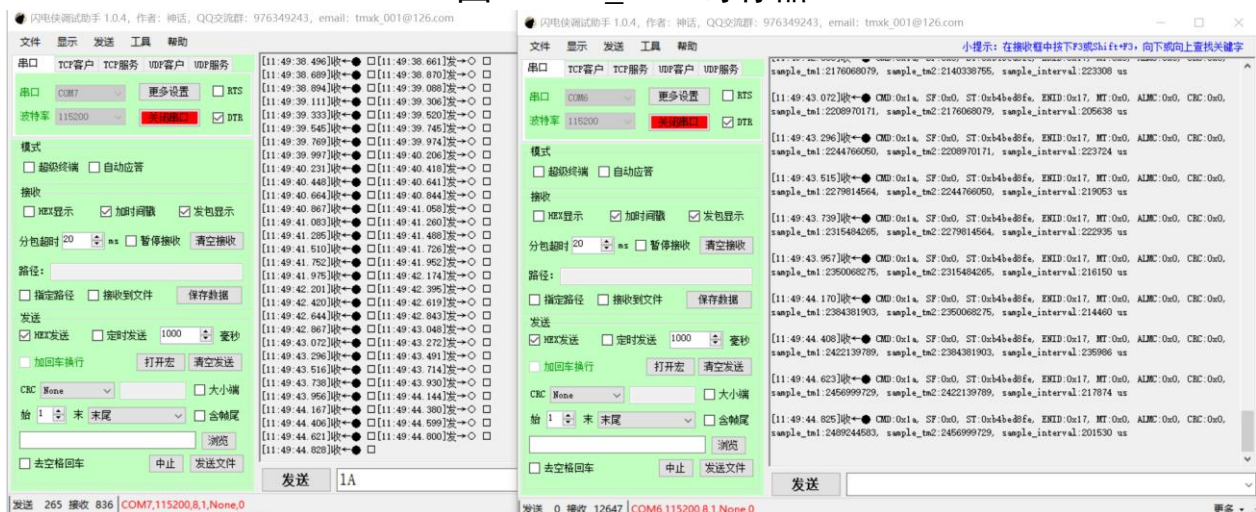 闪电侠调试助手 1.0.4, 作者: 神话, QQ交流群: 976349243, email: tmxk_001@126.com
文件 显示 发送 工具 帮助
串口 TCP客户 TCP服务 UDP客户 UDP服务
串口 COM7 更多设置 RTS
波特率 115200 关闭串口 DTR
模式
超级终端 自动应答
接收
HEX显示 加时间戳 发包显示
分包超时 20 ms 暂停接收 清空接收
路径:
指定路径 接收到文件 保存数据
发送
HEX发送 定时发送 1000 毫秒
加回车换行 打开宏 清空发送
CRC None 大小端
始 1 末 末尾 含帧尾
浏览
去空格回车 中止 发送文件
[11:49:38.496]收←● □[11:49:38.661]发→◇ □
[11:49:38.689]收←● □[11:49:38.870]发→◇ □
[11:49:38.894]收←● □[11:49:39.088]发→◇ □
[11:49:39.111]收←● □[11:49:39.306]发→◇ □
[11:49:39.333]收←● □[11:49:39.520]发→◇ □
[11:49:39.545]收←● □[11:49:39.745]发→◇ □
[11:49:39.769]收←● □[11:49:39.974]发→◇ □
[11:49:39.997]收←● □[11:49:40.206]发→◇ □
[11:49:40.231]收←● □[11:49:40.418]发→◇ □
[11:49:40.448]收←● □[11:49:40.641]发→◇ □
[11:49:40.664]收←● □[11:49:40.844]发→◇ □
[11:49:40.867]收←● □[11:49:41.058]发→◇ □
[11:49:41.083]收←● □[11:49:41.260]发→◇ □
[11:49:41.285]收←● □[11:49:41.488]发→◇ □
[11:49:41.510]收←● □[11:49:41.726]发→◇ □
[11:49:41.752]收←● □[11:49:41.952]发→◇ □
[11:49:41.975]收←● □[11:49:42.174]发→◇ □
[11:49:42.201]收←● □[11:49:42.395]发→◇ □
[11:49:42.420]收←● □[11:49:42.619]发→◇ □
[11:49:42.644]收←● □[11:49:42.843]发→◇ □
[11:49:42.867]收←● □[11:49:43.048]发→◇ □
[11:49:43.072]收←● □[11:49:43.272]发→◇ □
[11:49:43.296]收←● □[11:49:43.491]发→◇ □
[11:49:43.516]收←● □[11:49:43.714]发→◇ □
[11:49:43.738]收←● □[11:49:43.930]发→◇ □
[11:49:43.956]收←● □[11:49:44.144]发→◇ □
[11:49:44.167]收←● □[11:49:44.380]发→◇ □
[11:49:44.406]收←● □[11:49:44.599]发→◇ □
[11:49:44.621]收←● □[11:49:44.800]发→◇ □
[11:49:44.828]收←● □
发送 1A
发送 265 接收 836 COM7,115200,8,1,None,0
闪电侠调试助手 1.0.4, 作者: 神话, QQ交流群: 976349243, email: tmxk_001@126.com
文件 显示 发送 工具 帮助 小提示: 在接收框中按下F3或Shift+F3, 向下或向上查找关键字
串口 TCP客户 TCP服务 UDP客户 UDP服务
串口 COM6 更多设置 RTS
波特率 115200 关闭串口 DTR
模式
超级终端 自动应答
接收
HEX显示 加时间戳 发包显示
分包超时 20 ms 暂停接收 清空接收
路径:
指定路径 接收到文件 保存数据
发送
HEX发送 定时发送 1000 毫秒
加回车换行 打开宏 清空发送
CRC None 大小端
始 1 末 末尾 含帧尾
浏览
去空格回车 中止 发送文件
sample_tm1:2176068079, sample_tm2:2140338755, sample_interval:223308 us
[11:49:43.072]收←● CMD:0x1a, SF:0x0, ST:0xb4bed8fe, ENID:0x17, MT:0x0, ALMC:0x0, CRC:0x0,
sample_tm1:2208970171, sample_tm2:2176068079, sample_interval:205638 us
[11:49:43.296]收←● CMD:0x1a, SF:0x0, ST:0xb4bed8fe, ENID:0x17, MT:0x0, ALMC:0x0, CRC:0x0,
sample_tm1:2244766050, sample_tm2:2208970171, sample_interval:223724 us
[11:49:43.515]收←● CMD:0x1a, SF:0x0, ST:0xb4bed8fe, ENID:0x17, MT:0x0, ALMC:0x0, CRC:0x0,
sample_tm1:2279814564, sample_tm2:2244766050, sample_interval:219053 us
[11:49:43.739]收←● CMD:0x1a, SF:0x0, ST:0xb4bed8fe, ENID:0x17, MT:0x0, ALMC:0x0, CRC:0x0,
sample_tm1:2315484265, sample_tm2:2279814564, sample_interval:222935 us
[11:49:43.957]收←● CMD:0x1a, SF:0x0, ST:0xb4bed8fe, ENID:0x17, MT:0x0, ALMC:0x0, CRC:0x0,
sample_tm1:2350068275, sample_tm2:2315484265, sample_interval:216150 us
[11:49:44.170]收←● CMD:0x1a, SF:0x0, ST:0xb4bed8fe, ENID:0x17, MT:0x0, ALMC:0x0, CRC:0x0,
sample_tm1:2384381903, sample_tm2:2350068275, sample_interval:214460 us
[11:49:44.408]收←● CMD:0x1a, SF:0x0, ST:0xb4bed8fe, ENID:0x17, MT:0x0, ALMC:0x0, CRC:0x0,
sample_tm1:2422139789, sample_tm2:2384381903, sample_interval:235986 us
[11:49:44.623]收←● CMD:0x1a, SF:0x0, ST:0xb4bed8fe, ENID:0x17, MT:0x0, ALMC:0x0, CRC:0x0,
sample_tm1:2456999729, sample_tm2:2422139789, sample_interval:217874 us
[11:49:44.825]收←● CMD:0x1a, SF:0x0, ST:0xb4bed8fe, ENID:0x17, MT:0x0, ALMC:0x0, CRC:0x0,
sample_tm1:2489244583, sample_tm2:2456999729, sample_interval:201530 us
发送
发送 0 接收 12647 COM6,115200,8,1,None,0 更多